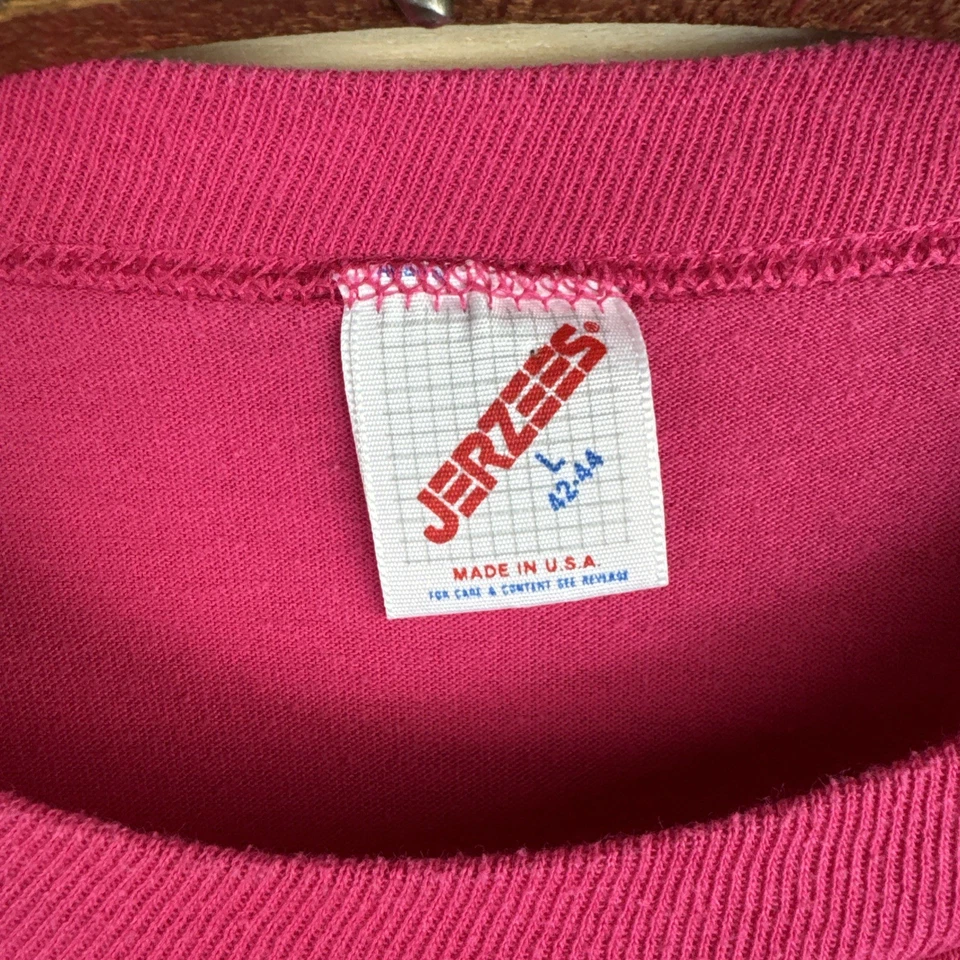 JERZEES®
L
42-44
MADE IN U.S.A.
FOR CARE & CONTENT SEE REVERSE